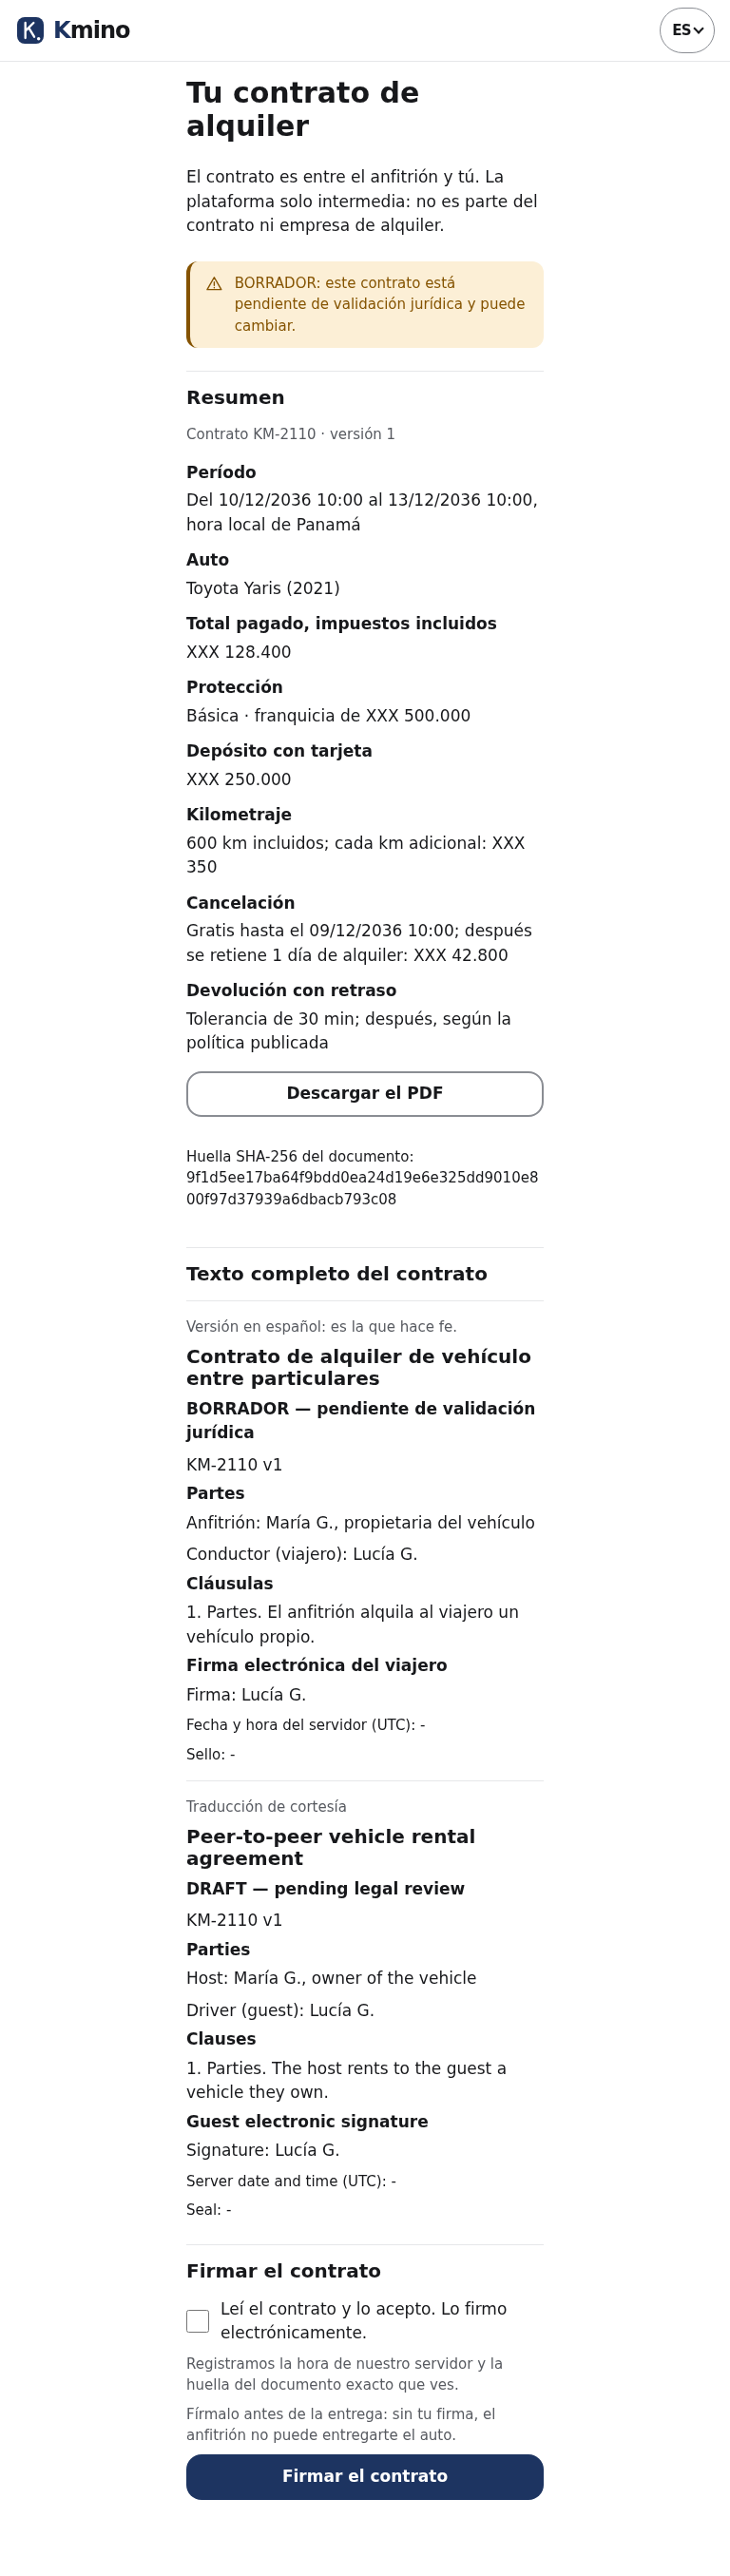 Kmino
ES
Tu contrato de
alquiler
El contrato es entre el anfitrión y tú. La
plataforma solo intermedia: no es parte del
contrato ni empresa de alquiler.
BORRADOR: este contrato está
pendiente de validación jurídica y puede
cambiar.
Resumen
Contrato KM-2110 · versión 1
Período
Del 10/12/2036 10:00 al 13/12/2036 10:00,
hora local de Panamá
Auto
Toyota Yaris (2021)
Total pagado, impuestos incluidos
XXX 128.400
Protección
Básica · franquicia de XXX 500.000
Depósito con tarjeta
XXX 250.000
Kilometraje
600 km incluidos; cada km adicional: XXX
350
Cancelación
Gratis hasta el 09/12/2036 10:00; después
se retiene 1 día de alquiler: XXX 42.800
Devolución con retraso
Tolerancia de 30 min; después, según la
política publicada
Descargar el PDF
Huella SHA-256 del documento:
9f1d5ee17ba64f9bdd0ea24d19e6e325dd9010e8
00f97d37939a6dbacb793c08
Texto completo del contrato
Versión en español: es la que hace fe.
Contrato de alquiler de vehículo
entre particulares
BORRADOR — pendiente de validación
jurídica
KM-2110 v1
Partes
Anfitrión: María G., propietaria del vehículo
Conductor (viajero): Lucía G.
Cláusulas
1. Partes. El anfitrión alquila al viajero un
vehículo propio.
Firma electrónica del viajero
Firma: Lucía G.
Fecha y hora del servidor (UTC): -
Sello: -
Traducción de cortesía
Peer-to-peer vehicle rental
agreement
DRAFT — pending legal review
KM-2110 v1
Parties
Host: María G., owner of the vehicle
Driver (guest): Lucía G.
Clauses
1. Parties. The host rents to the guest a
vehicle they own.
Guest electronic signature
Signature: Lucía G.
Server date and time (UTC): -
Seal: -
Firmar el contrato
Leí el contrato y lo acepto. Lo firmo
electrónicamente.
Registramos la hora de nuestro servidor y la
huella del documento exacto que ves.
Fírmalo antes de la entrega: sin tu firma, el
anfitrión no puede entregarte el auto.
Firmar el contrato